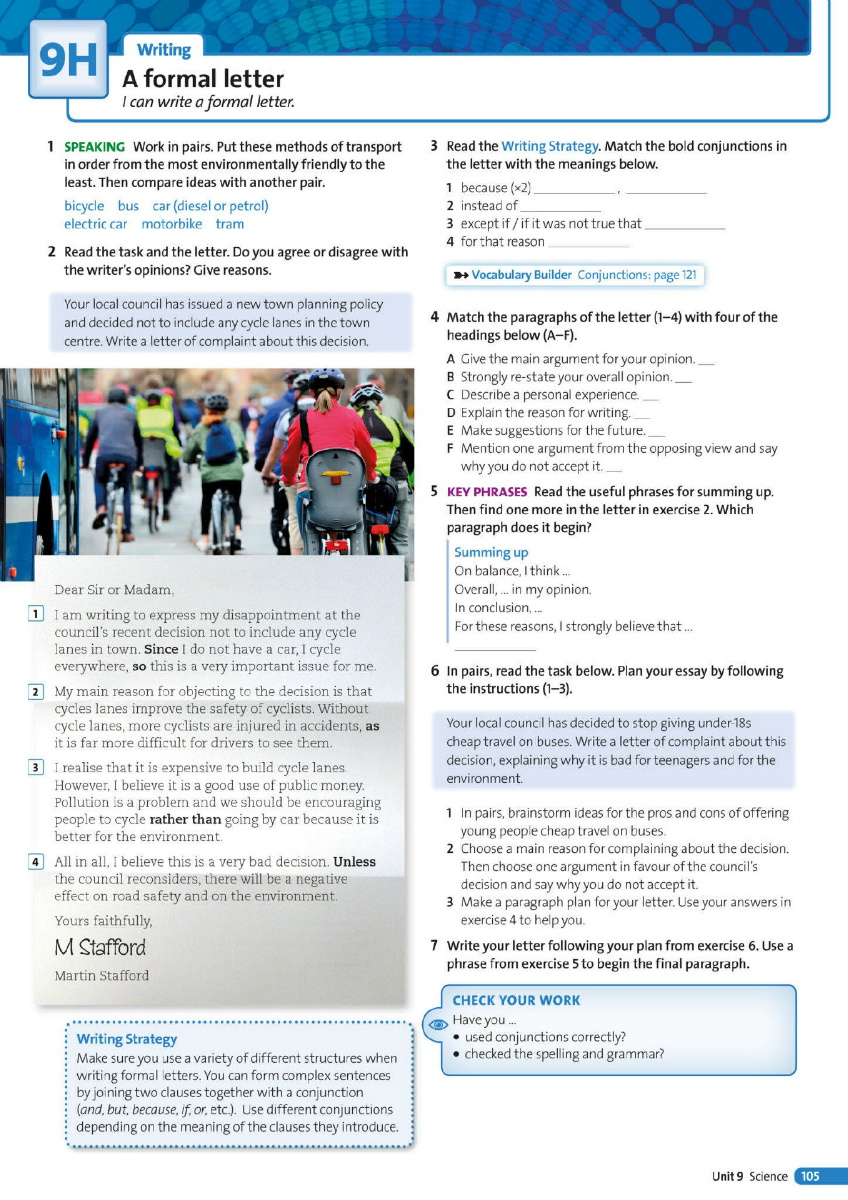 9H
Writing
A formal letter
I can write a formal letter.
1 SPEAKING Work in pairs. Put these methods of transport
in order from the most environmentally friendly to the
least. Then compare ideas with another pair.
bicycle bus car (diesel or petrol)
electric car motorbike tram
2 Read the task and the letter. Do you agree or disagree with
the writer's opinions? Give reasons.
Your local council has issued a new town planning policy
and decided not to include any cycle lanes in the town
centre. Write a letter of complaint about this decision.
Dear Sir or Madam,
1 I am writing to express my disappointment at the
council's recent decision not to include any cycle
lanes in town. Since I do not have a car, I cycle
everywhere, so this is a very important issue for me.
2 My main reason for objecting to the decision is that
cycles lanes improve the safety of cyclists. Without
cycle lanes, more cyclists are injured in accidents, as
it is far more difficult for drivers to see them.
3 I realise that it is expensive to build cycle lanes.
However, I believe it is a good use of public money.
Pollution is a problem and we should be encouraging
people to cycle rather than going by car because it is
better for the environment.
4 All in all, I believe this is a very bad decision. Unless
the council reconsiders, there will be a negative
effect on road safety and on the environment.
Yours faithfully,
M Stafford
Martin Stafford
Writing Strategy
Make sure you use a variety of different structures when
writing formal letters. You can form complex sentences
by joining two clauses together with a conjunction
(and, but, because, if, or, etc.). Use different conjunctions
depending on the meaning of the clauses they introduce.
3 Read the Writing Strategy. Match the bold conjunctions in
the letter with the meanings below.
1 because (×2) ____________ , ____________
2 instead of ____________
3 except if / if it was not true that ____________
4 for that reason ____________
Vocabulary Builder Conjunctions: page 121
4 Match the paragraphs of the letter (1–4) with four of the
headings below (A–F).
A Give the main argument for your opinion. __
B Strongly re-state your overall opinion. __
C Describe a personal experience. __
D Explain the reason for writing. __
E Make suggestions for the future. __
F Mention one argument from the opposing view and say
why you do not accept it. __
5 KEY PHRASES Read the useful phrases for summing up.
Then find one more in the letter in exercise 2. Which
paragraph does it begin?
Summing up
On balance, I think ...
Overall, ... in my opinion.
In conclusion, ...
For these reasons, I strongly believe that ...
____________
6 In pairs, read the task below. Plan your essay by following
the instructions (1–3).
Your local council has decided to stop giving under-18s
cheap travel on buses. Write a letter of complaint about this
decision, explaining why it is bad for teenagers and for the
environment.
1 In pairs, brainstorm ideas for the pros and cons of offering
young people cheap travel on buses.
2 Choose a main reason for complaining about the decision.
Then choose one argument in favour of the council's
decision and say why you do not accept it.
3 Make a paragraph plan for your letter. Use your answers in
exercise 4 to help you.
7 Write your letter following your plan from exercise 6. Use a
phrase from exercise 5 to begin the final paragraph.
CHECK YOUR WORK
Have you ...
• used conjunctions correctly?
• checked the spelling and grammar?
Unit 9 Science 105